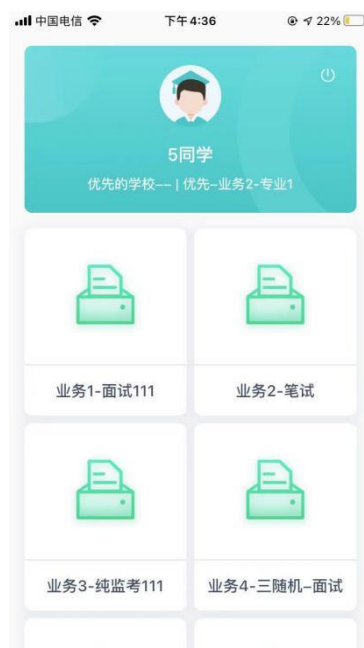 中国电信 下午4:36 22%
5同学
优先的学校-- | 优先-业务2-专业1
业务1-面试111 业务2-笔试
业务3-纯监考111 业务4-三随机-面试